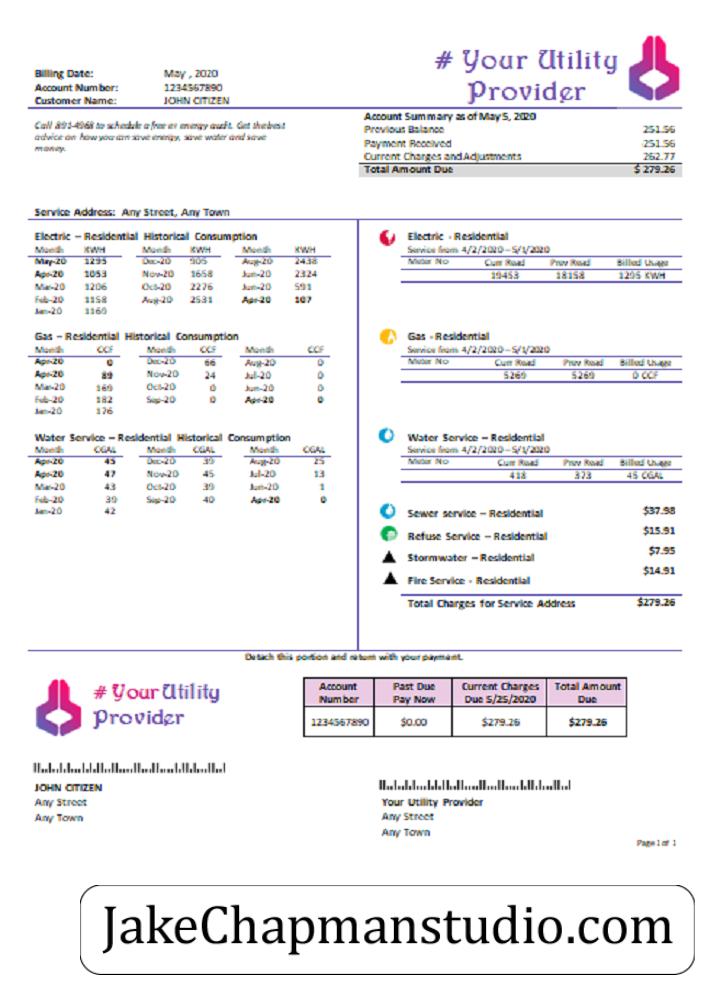 # Your Utility
Provider
Billing Date: May , 2020
Account Number: 1234567890
Customer Name: JOHN CITIZEN
Call 891-4968 to schedule a free er energy audit. Get the best
advice on how you can save energy, save water and save
money.
Account Summary as of May 5, 2020
Previous Balance 251.56
Payment Received -251.56
Current Charges and Adjustments 262.77
Total Amount Due $ 279.26
Service Address: Any Street, Any Town
Electric – Residential Historical Consumption
Month KWH Month KWH Month KWH
May-20 1295 Dec-20 905 Aug-20 2438
Apr-20 1053 Nov-20 1658 Jun-20 2324
Mar-20 1206 Oct-20 2276 Jun-20 591
Feb-20 1158 Aug-20 2531 Apr-20 107
Jan-20 1169
Gas – Residential Historical Consumption
Month CCF Month CCF Month CCF
Apr-20 0 Dec-20 66 Aug-20 0
Apr-20 89 Nov-20 24 Jul-20 0
Mar-20 169 Oct-20 0 Jun-20 0
Feb-20 182 Sep-20 0 Apr-20 0
Jan-20 176
Water Service – Residential Historical Consumption
Month CGAL Month CGAL Month CGAL
Apr-20 45 Dec-20 39 Aug-20 25
Apr-20 47 Nov-20 45 Jul-20 13
Mar-20 43 Oct-20 39 Jun-20 1
Feb-20 39 Sep-20 40 Apr-20 0
Jan-20 42
Electric - Residential
Service from 4/2/2020 – 5/1/2020
Meter No Curr Read Prev Read Billed Usage
19453 18158 1295 KWH
Gas - Residential
Service from 4/2/2020 – 5/1/2020
Meter No Curr Read Prev Read Billed Usage
5269 5269 0 CCF
Water Service – Residential
Service from 4/2/2020 – 5/1/2020
Meter No Curr Read Prev Read Billed Usage
418 373 45 CGAL
Sewer service – Residential $37.98
Refuse Service – Residential $15.91
Stormwater – Residential $7.95
Fire Service - Residential $14.91
Total Charges for Service Address $279.26
Detach this portion and return with your payment.
# Your Utility
Provider
Account Past Due Current Charges Total Amount
Number Pay Now Due 5/25/2020 Due
1234567890 $0.00 $279.26 $279.26
JOHN CITIZEN
Any Street
Any Town
Your Utility Provider
Any Street
Any Town
Page 1 of 1
JakeChapmanstudio.com